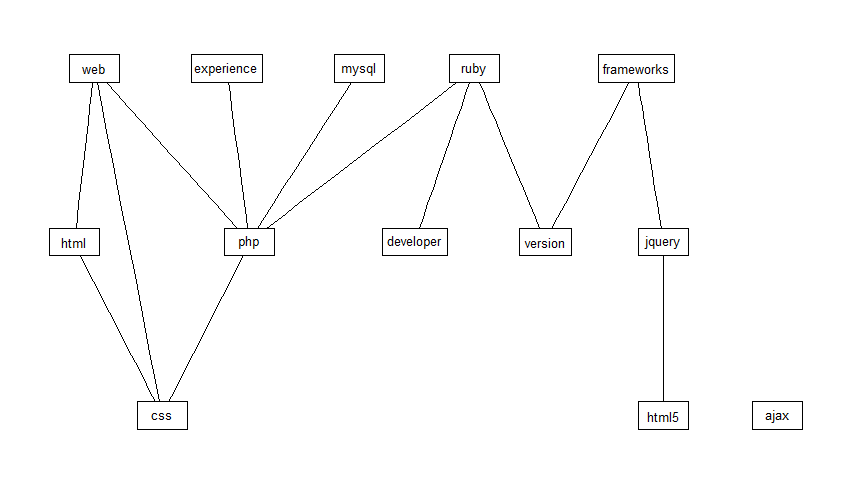 web
experience
mysql
ruby
frameworks
html
php
developer
version
jquery
css
html5
ajax